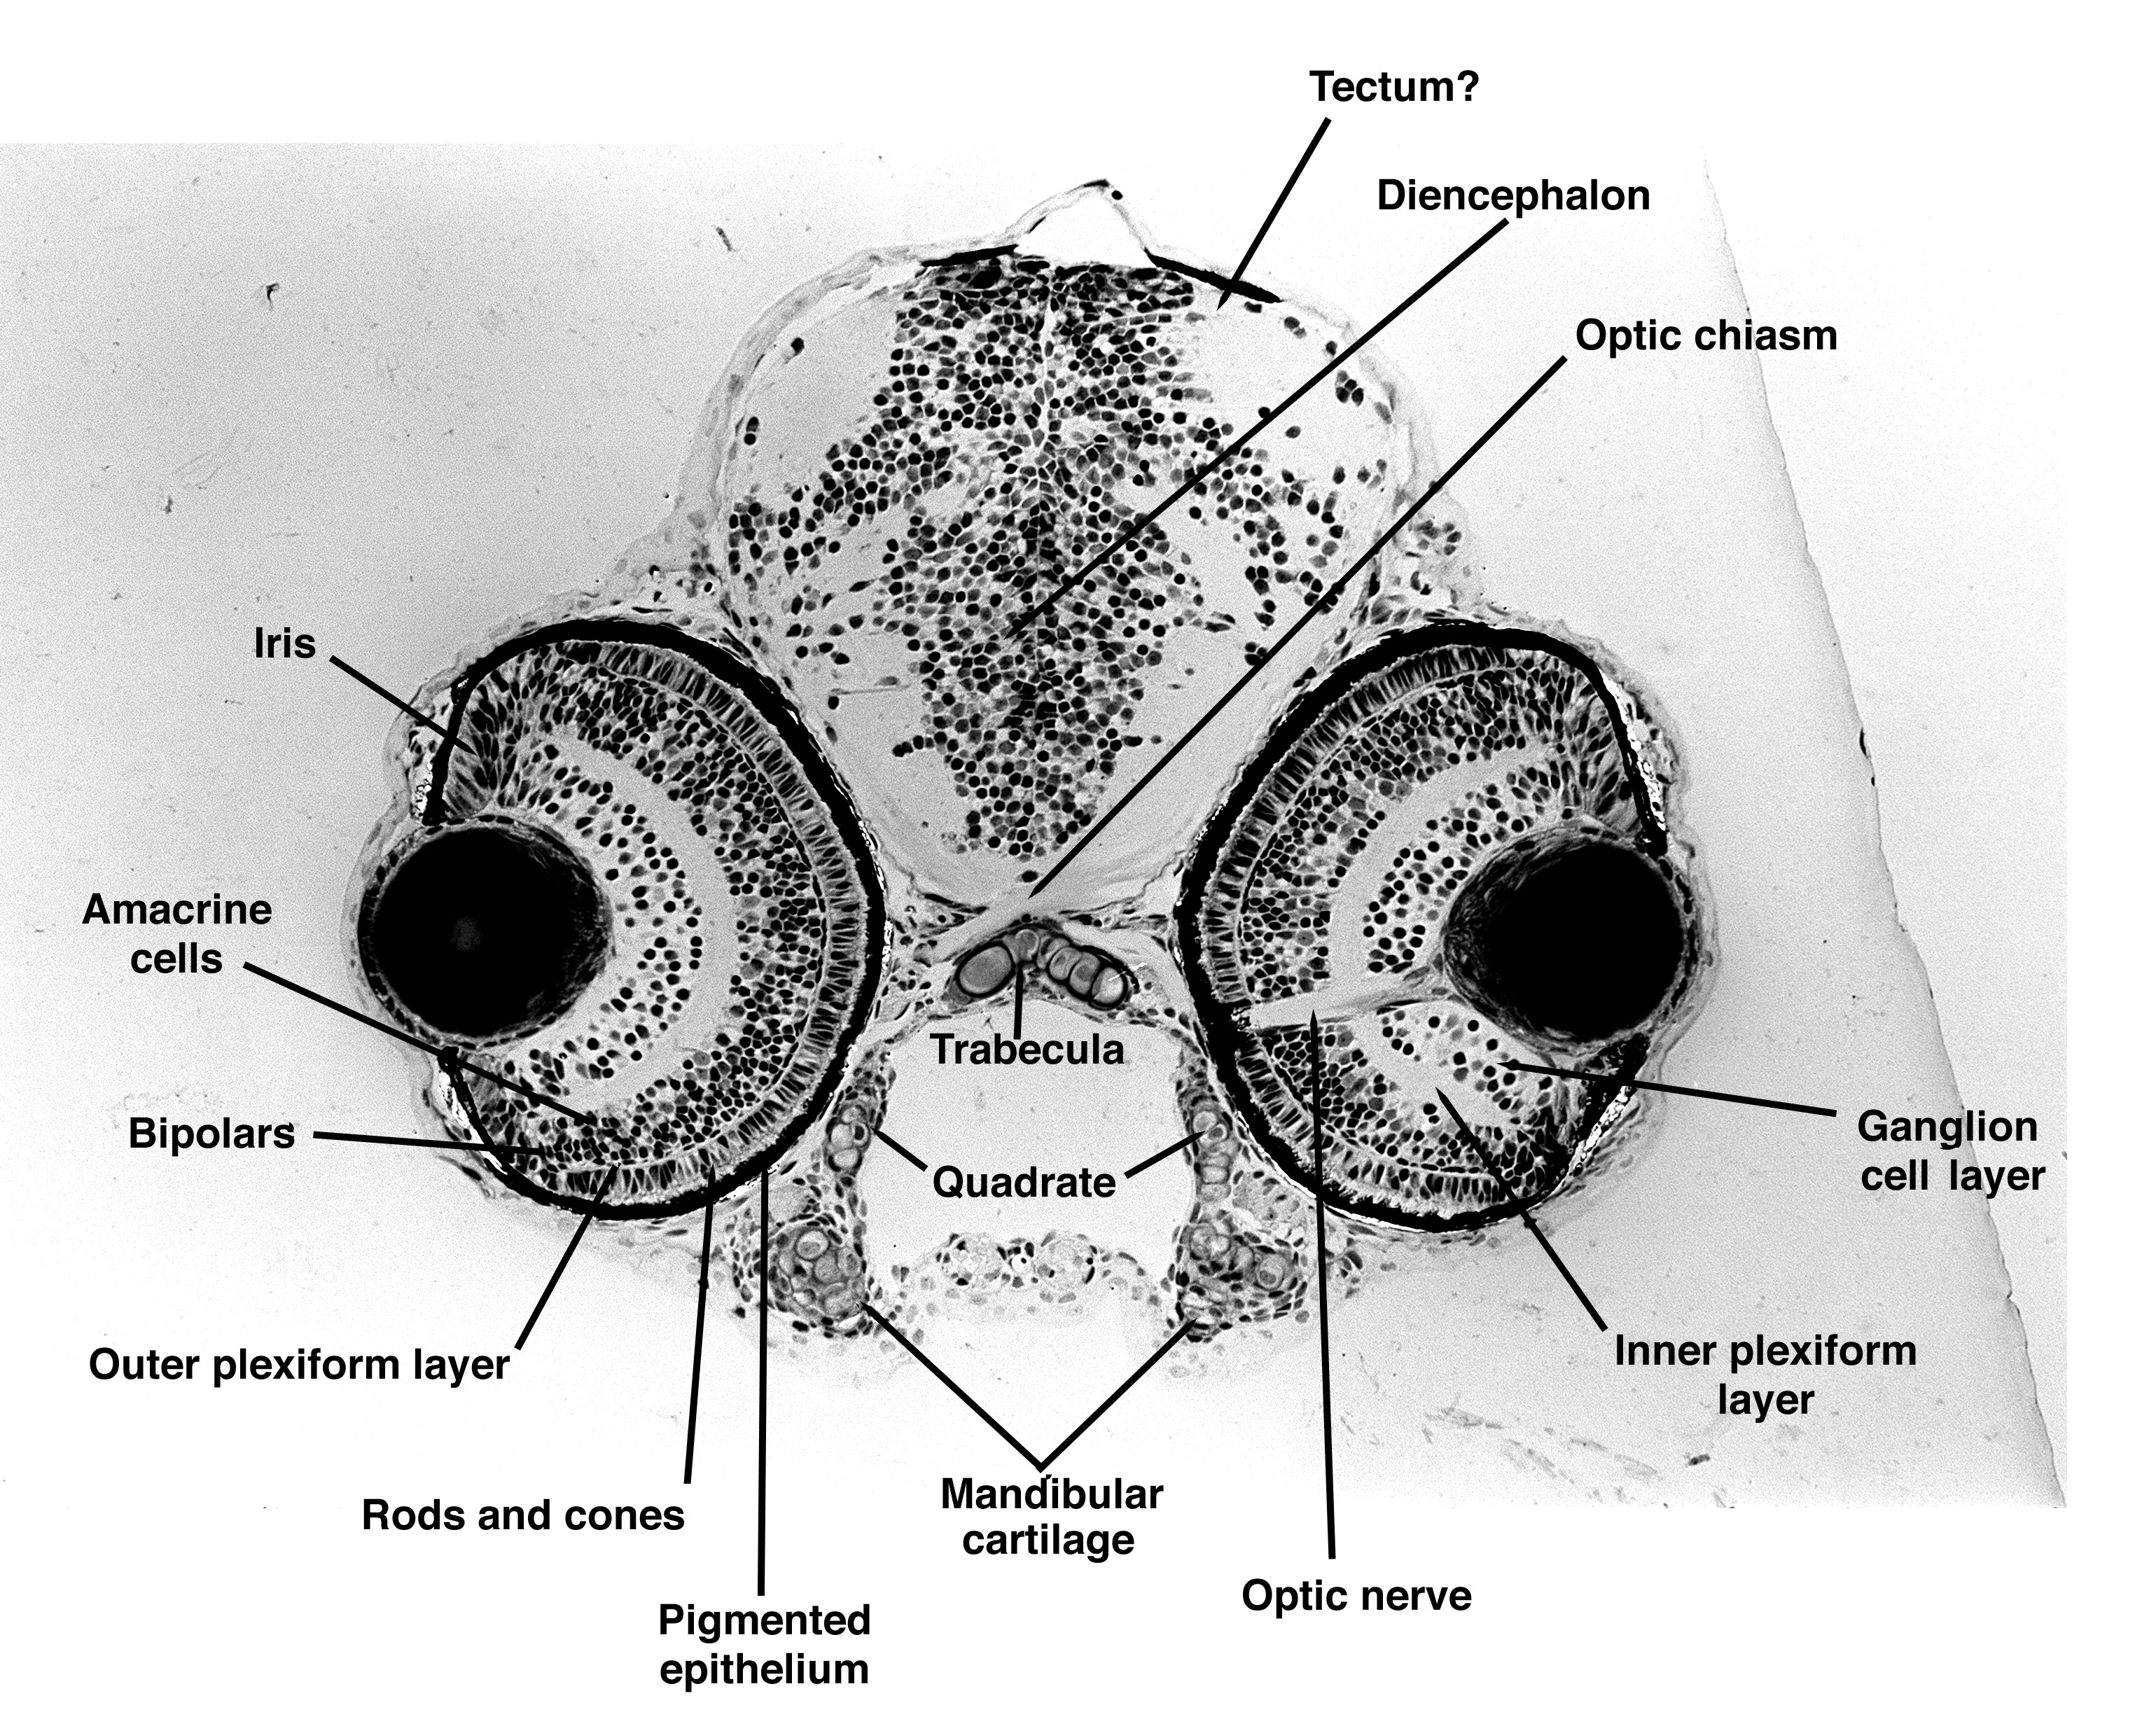 Tectum?
Diencephalon
Optic chiasm
Iris
Amacrine
cells
Trabecula
Bipolars
Quadrate
Ganglion
cell layer
Outer plexiform layer
Inner plexiform
layer
Rods and cones
Mandibular
cartilage
Optic nerve
Pigmented
epithelium